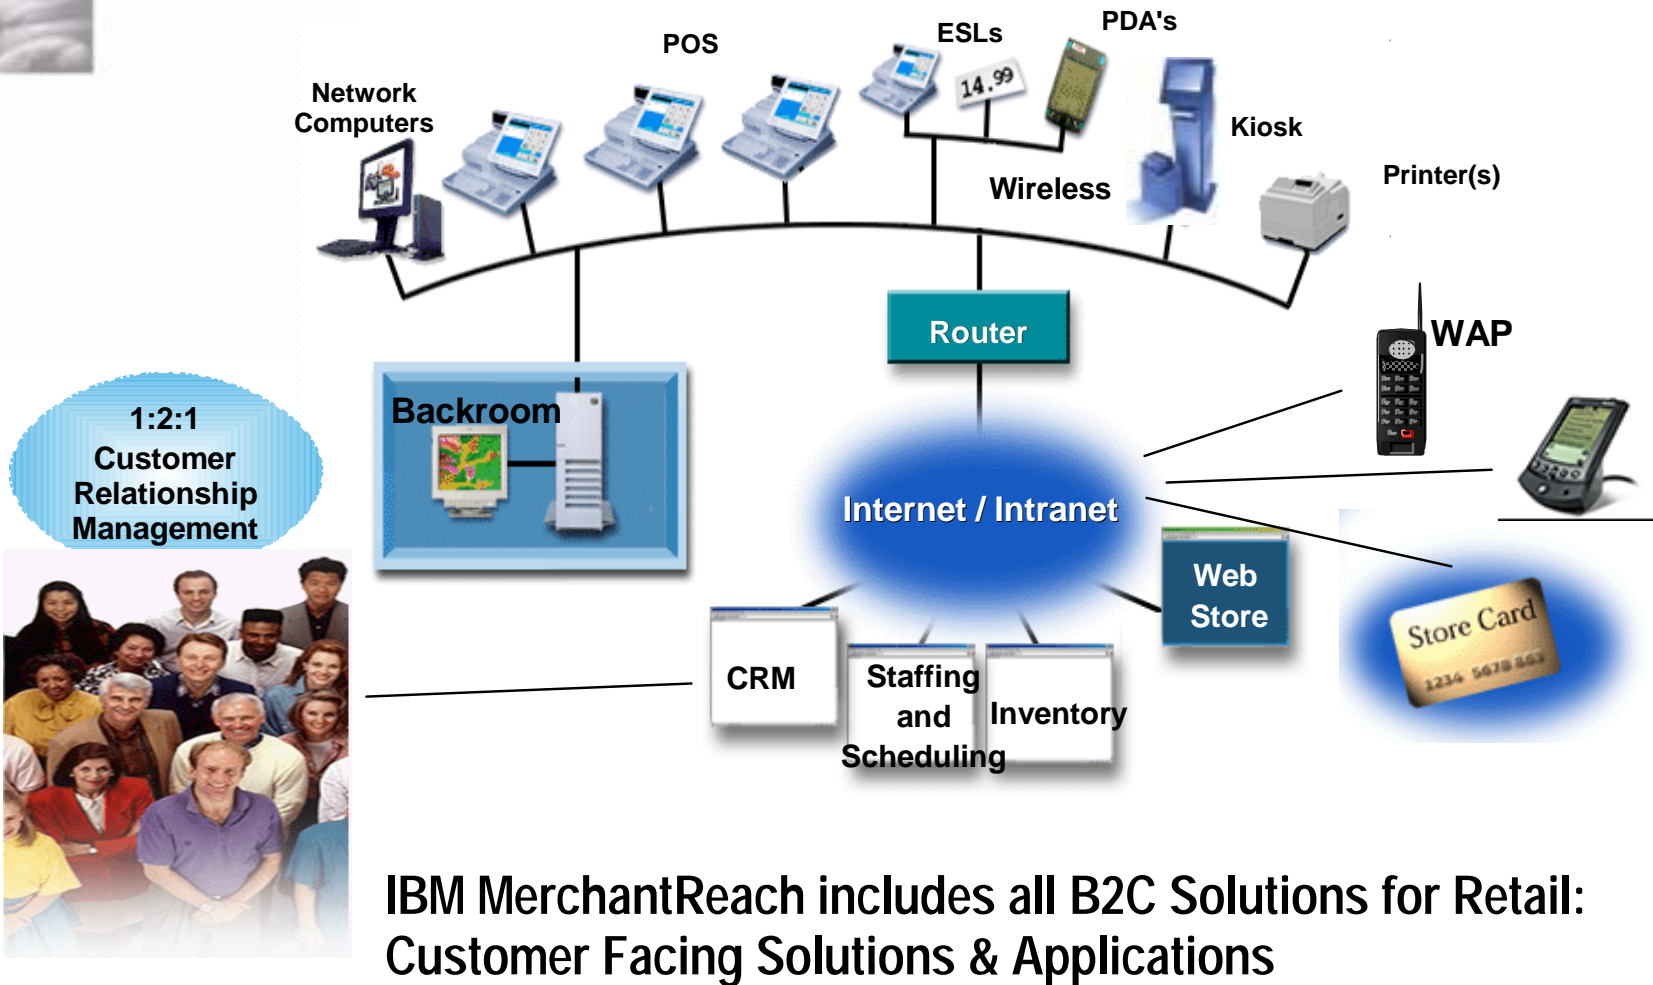 POS
ESLs
PDA's
Network
Computers
14.99
Kiosk
Wireless
Printer(s)
Router
WAP
Backroom
1:2:1
Customer
Relationship
Management
Internet / Intranet
Web
Store
Store Card
1234 5678 863
CRM
Staffing
and
Scheduling
Inventory
IBM MerchantReach includes all B2C Solutions for Retail:
Customer Facing Solutions & Applications